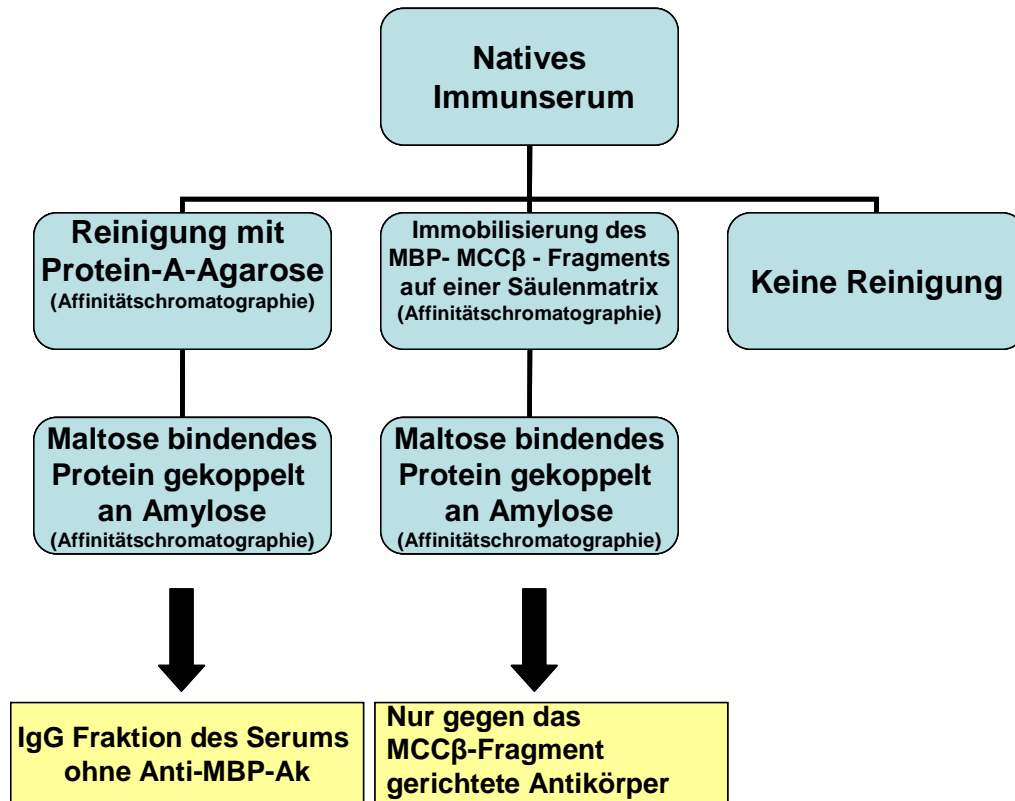 Natives
Immunserum
Reinigung mit
Protein-A-Agarose
(Affinitätschromatographie)
Immobilisierung des
MBP- MCCβ - Fragments
auf einer Säulenmatrix
(Affinitätschromatographie)
Keine Reinigung
Maltose bindendes
Protein gekoppelt
an Amylose
(Affinitätschromatographie)
Maltose bindendes
Protein gekoppelt
an Amylose
(Affinitätschromatographie)
IgG Fraktion des Serums
ohne Anti-MBP-Ak
Nur gegen das
MCCβ-Fragment
gerichtete Antikörper